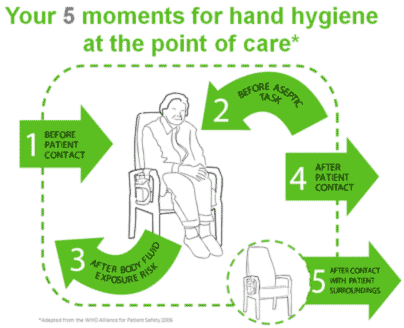 Your 5 moments for hand hygiene
at the point of care*
1 BEFORE
PATIENT
CONTACT
2 BEFORE ASEPTIC
TASK
3 AFTER BODY FLUID
EXPOSURE RISK
4 AFTER
PATIENT
CONTACT
5 AFTER CONTACT
WITH PATIENT
SURROUNDINGS
*Adapted from the WHO Alliance for Patient Safety 2006